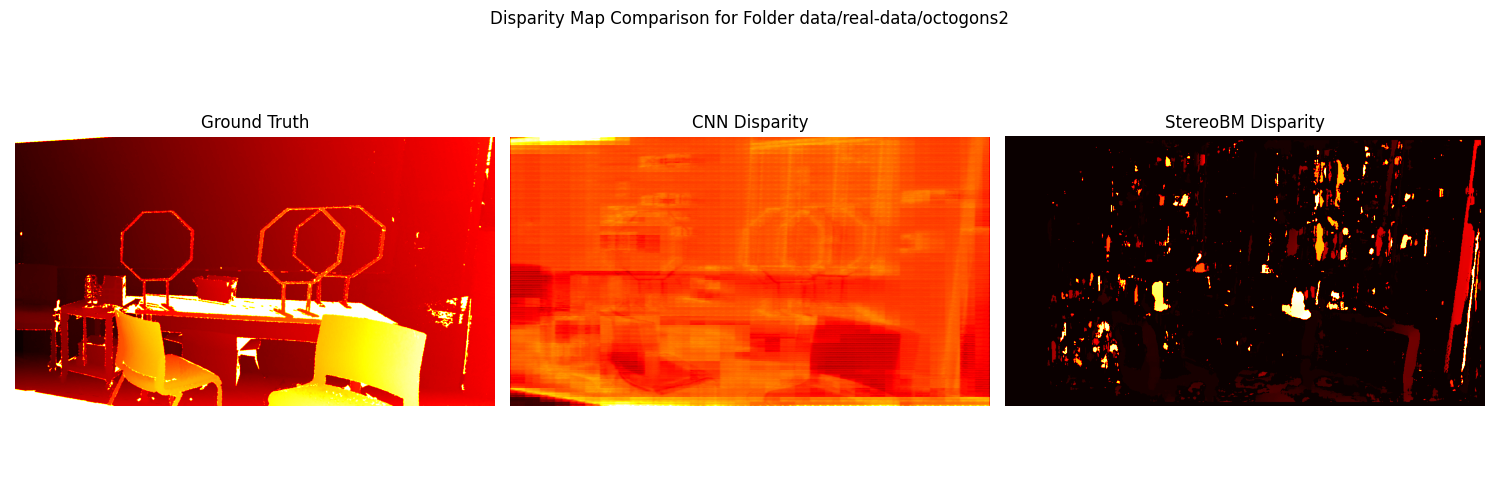 Disparity Map Comparison for Folder data/real-data/octogons2
Ground Truth
CNN Disparity
StereoBM Disparity